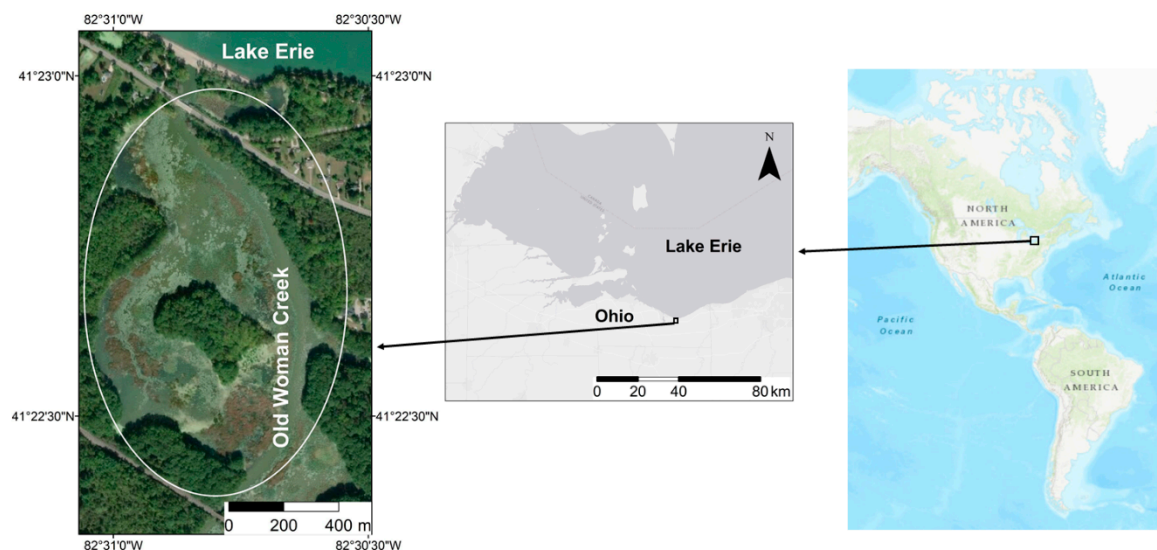 82°31'0"W
82°30'30"W
Lake Erie
41°23'0"N
41°23'0"N
Old Woman Creek
41°22'30"N
41°22'30"N
0
200
400 m
82°31'0"W
82°30'30"W
N
Lake Erie
Ohio
0
20
40
80 km
NORTH
AMERICA
Atlantic
Ocean
Pacific
Ocean
SOUTH
AMERICA